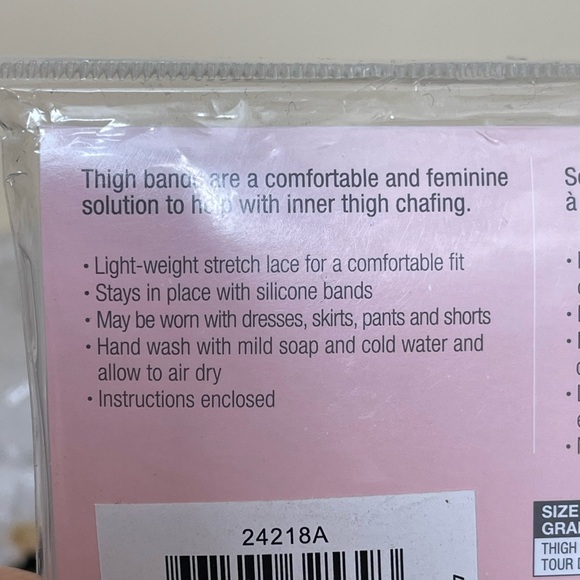 Thigh bands are a comfortable and feminine
solution to help with inner thigh chafing.
• Light-weight stretch lace for a comfortable fit
• Stays in place with silicone bands
• May be worn with dresses, skirts, pants and shorts
• Hand wash with mild soap and cold water and
allow to air dry
• Instructions enclosed
24218A
à
SIZE
THIGH
TOUR